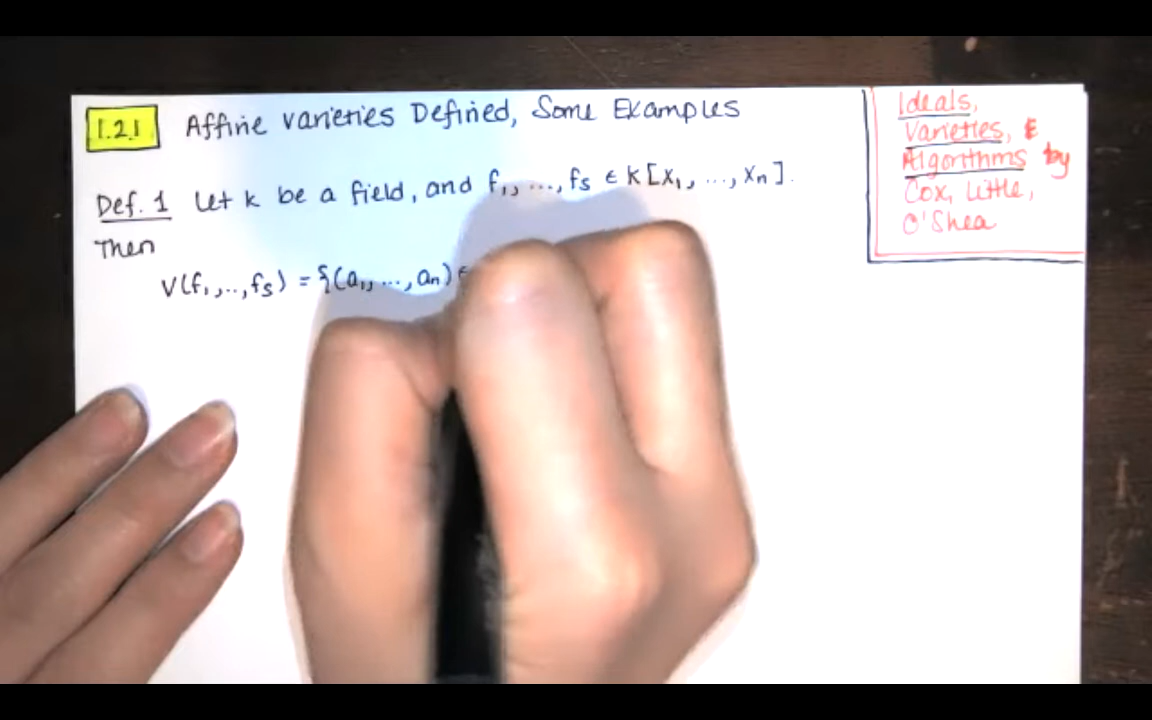 1.2.1 Affine Varieties Defined, Some Examples
Def. 1 Let k be a field, and f₁, ..., fₛ ∈ k[x₁, ..., xₙ].
Then
V(f₁,..,fₛ) = {(a₁, ..., aₙ) ∈
Ideals,
Varieties, &
Algorithms by
Cox, Little,
O'Shea